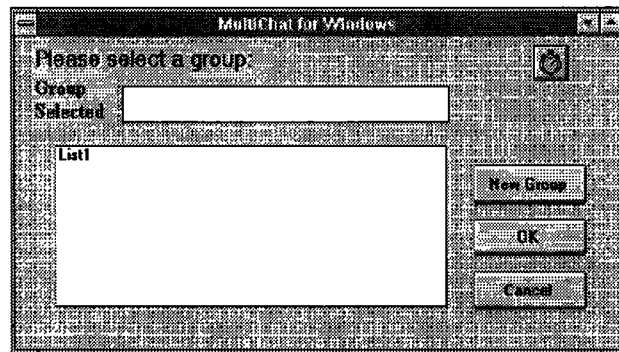 MultiChat for Windows
Please select a group:
Group
Selected
List1
New Group
OK
Cancel